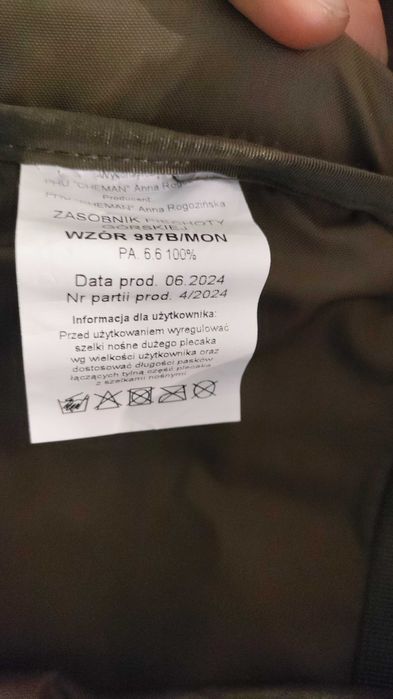 PHU "CHEMAN" Anna
Producent
PHU "CHEMAN" Anna Rogozińska
ZASOBNIK PIECHOTY
GÓRSKIEJ
WZÓR 987B/MON
PA. 6.6 100%
Data prod. 06.2024
Nr partii prod. 4/2024
Informacja dla użytkownika:
Przed użytkowaniem wyregulować
szelki nośne dużego plecaka
wg wielkości użytkownika oraz
dostosować długości pasków
łączących tylną część plecaka
z szelkami nośnymi